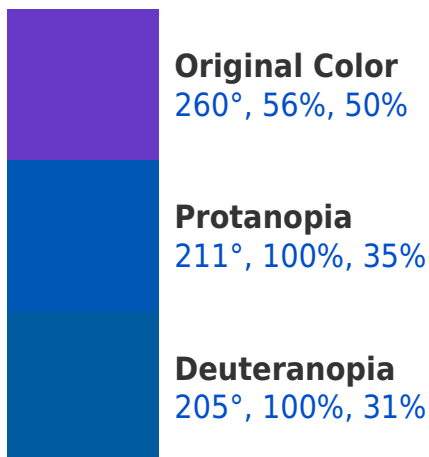 Original Color
260°, 56%, 50%
Protanopia
211°, 100%, 35%
Deuteranopia
205°, 100%, 31%